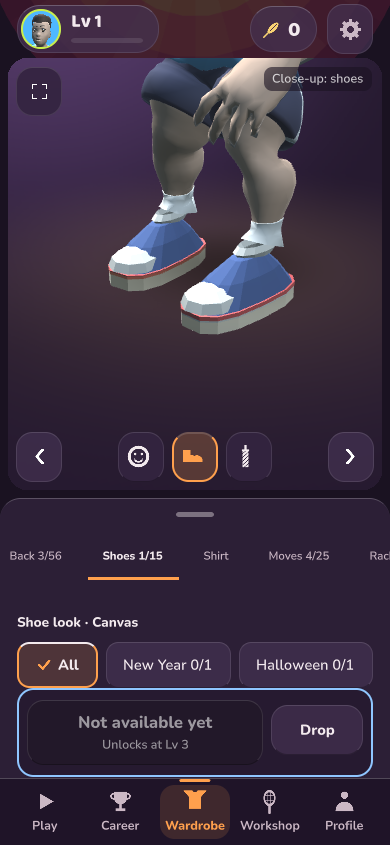 Lv 1
0
Close-up: shoes
Back 3/56
Shoes 1/15
Shirt
Moves 4/25
Shoe look · Canvas
All
New Year 0/1
Halloween 0/1
Not available yet
Unlocks at Lv 3
Drop
Play
Career
Wardrobe
Workshop
Profile